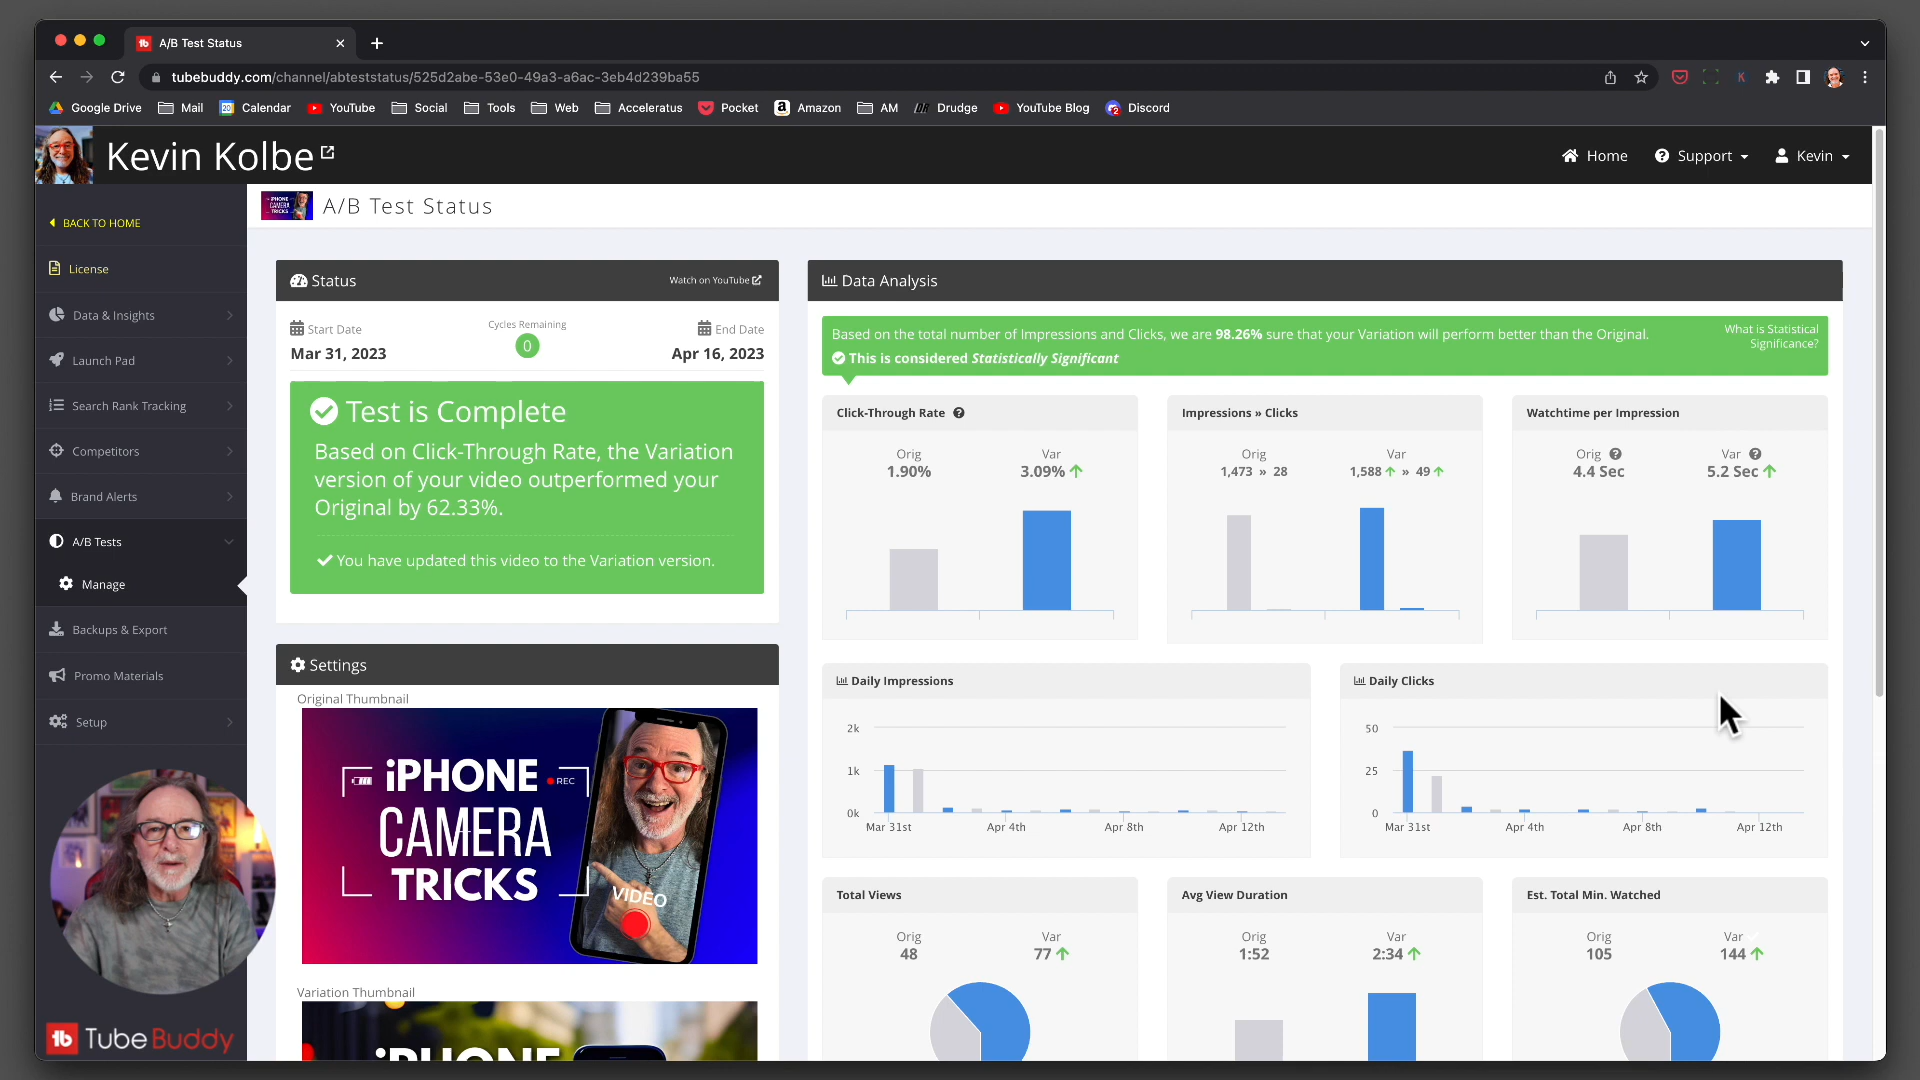 A/B Test Status
tubebuddy.com/channel/abteststatus/525d2abe-53e0-49a3-a6ac-3eb4d239ba55
Google Drive Mail Calendar YouTube Social Tools Web Acceleratus Pocket Amazon AM Drudge YouTube Blog Discord
Kevin Kolbe
Home Support Kevin
BACK TO HOME
License
Data & Insights
Launch Pad
Search Rank Tracking
Competitors
Brand Alerts
A/B Tests
Manage
Backups & Export
Promo Materials
Setup
TubeBuddy
iPHONE
CAMERA
TRICKS
A/B Test Status
Status
Watch on YouTube
Start Date
Mar 31, 2023
Cycles Remaining
0
End Date
Apr 16, 2023
Test is Complete
Based on Click-Through Rate, the Variation
version of your video outperformed your
Original by 62.33%.
You have updated this video to the Variation version.
Settings
Original Thumbnail
iPHONE
REC
CAMERA
TRICKS
VIDEO
Variation Thumbnail
iPHONE
Data Analysis
Based on the total number of Impressions and Clicks, we are 98.26% sure that your Variation will perform better than the Original.
This is considered Statistically Significant
What is Statistical
Significance?
Click-Through Rate
Orig Var
1.90% 3.09%
Impressions » Clicks
Orig Var
1,473 » 28 1,588 » 49
Watchtime per Impression
Orig Var
4.4 Sec 5.2 Sec
Daily Impressions
2k
1k
0k
Mar 31st Apr 4th Apr 8th Apr 12th
Daily Clicks
50
25
0
Mar 31st Apr 4th Apr 8th Apr 12th
Total Views
Orig Var
48 77
Avg View Duration
Orig Var
1:52 2:34
Est. Total Min. Watched
Orig Var
105 144